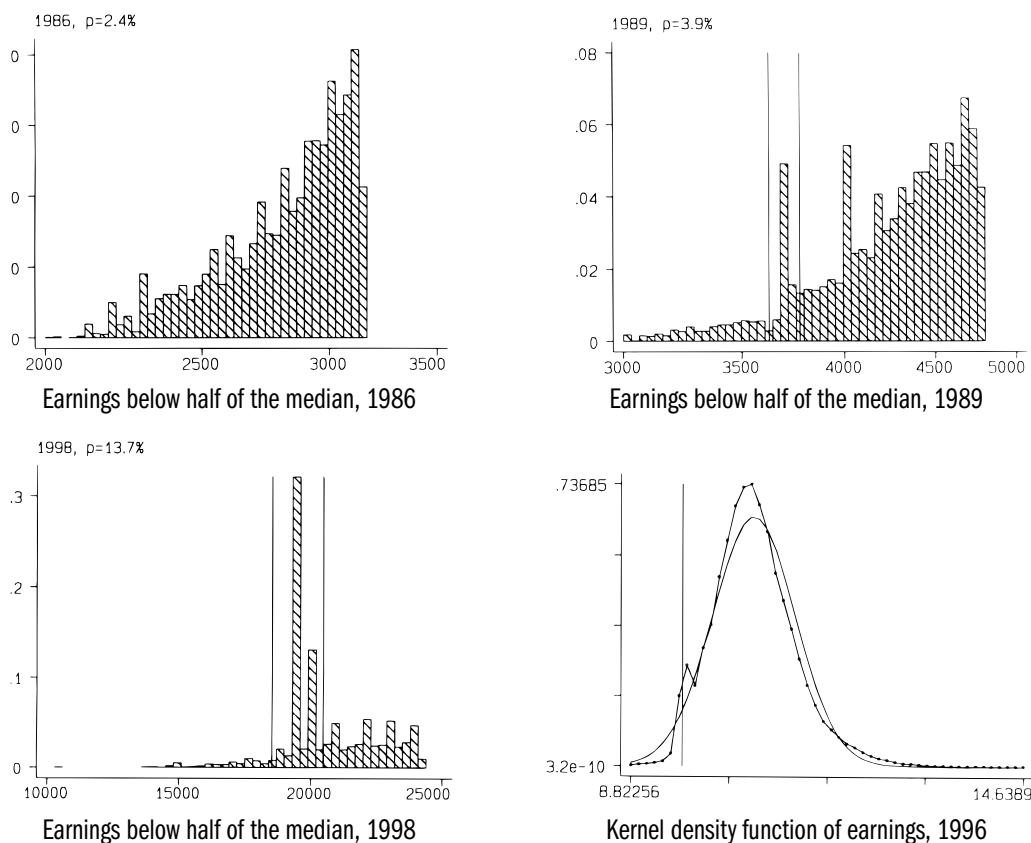 1986, p=2.4%
0
0
0
0
0
2000 2500 3000 3500
Earnings below half of the median, 1986
1989, p=3.9%
.08
.06
.04
.02
0
3000 3500 4000 4500 5000
Earnings below half of the median, 1989
1998, p=13.7%
.3
.2
.1
0
10000 15000 20000 25000
Earnings below half of the median, 1998
.73685
3.2e-10
8.82256 14.6389
Kernel density function of earnings, 1996